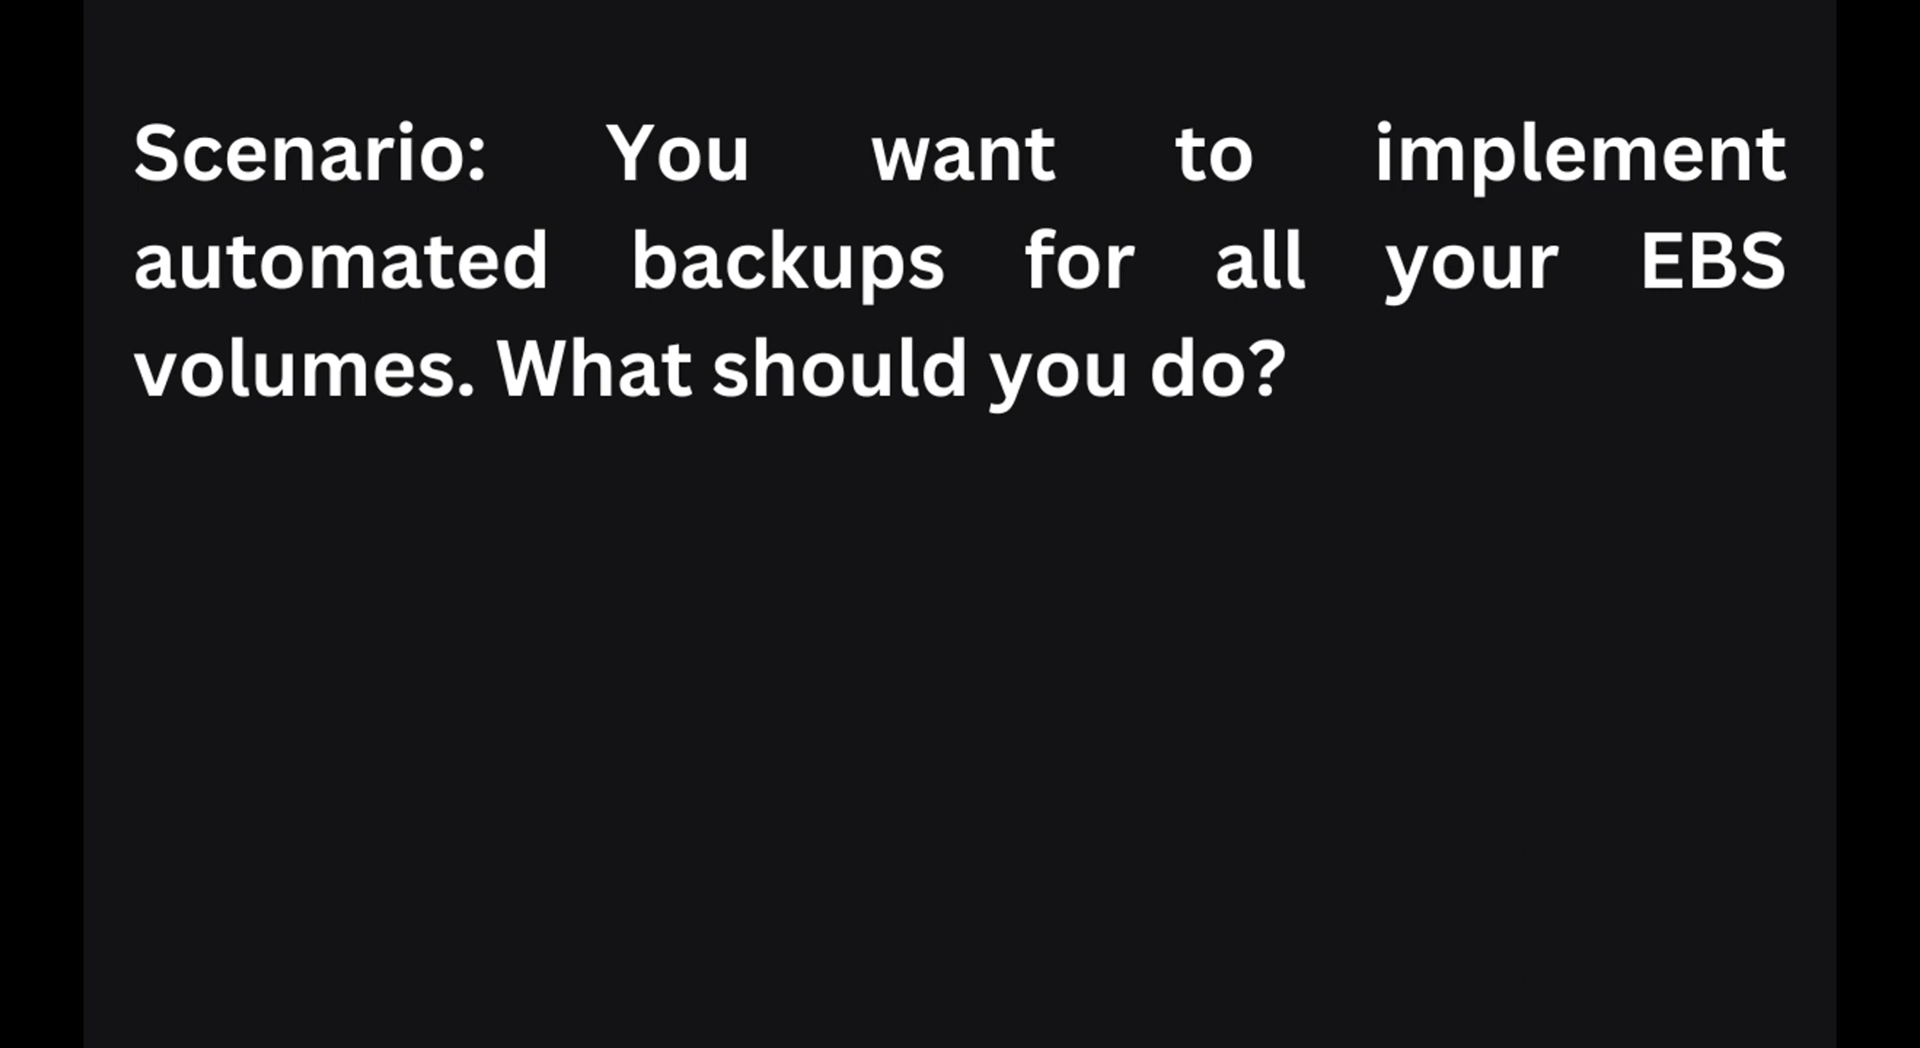 Scenario: You want to implement
automated backups for all your EBS
volumes. What should you do?